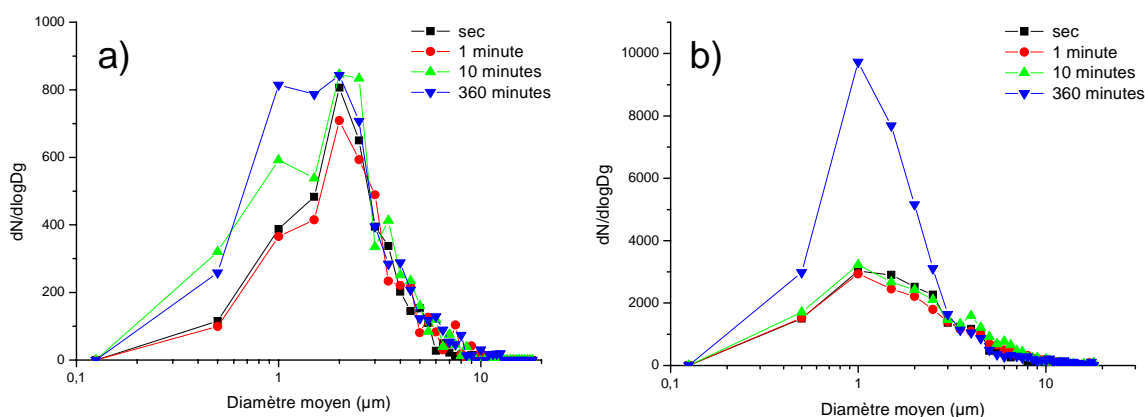 a)
sec
1 minute
10 minutes
360 minutes
dN/dlogDg
1000
800
600
400
200
0
0,1
1
10
Diamètre moyen (µm)
b)
sec
1 minute
10 minutes
360 minutes
dN/dlogDg
10000
8000
6000
4000
2000
0
0,1
1
10
Diamètre moyen (µm)